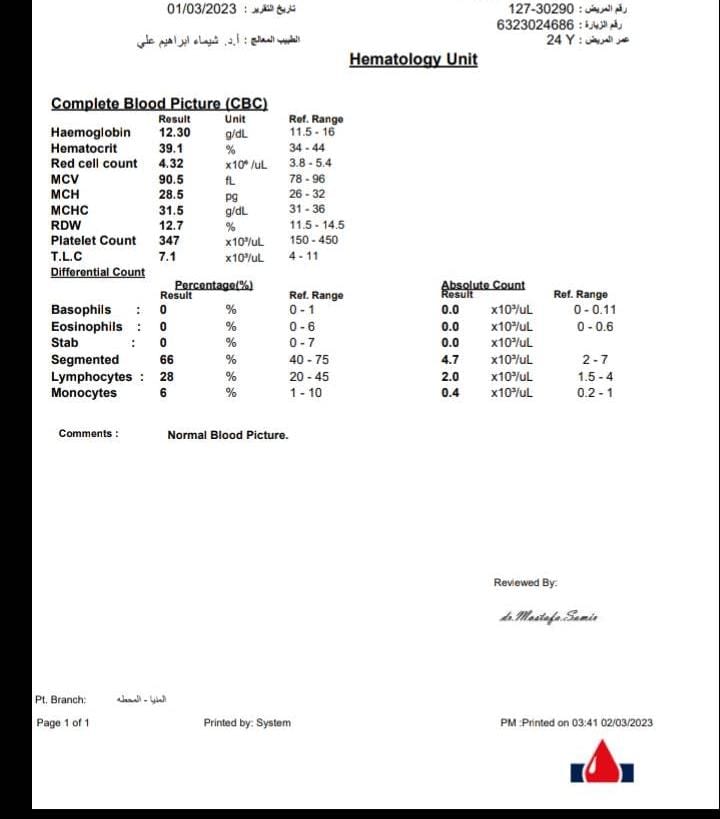 01/03/2023 : تاريخ التقرير
رقم المريض : 127-30290
رقم الزيارة : 6323024686
الطبيب المعالج : أ.د. شيماء ابراهيم علي
عمر المريض : 24 Y
Hematology Unit
Complete Blood Picture (CBC)
Result Unit Ref. Range
Haemoglobin 12.30 g/dL 11.5 - 16
Hematocrit 39.1 % 34 - 44
Red cell count 4.32 x10⁶ /uL 3.8 - 5.4
MCV 90.5 fL 78 - 96
MCH 28.5 pg 26 - 32
MCHC 31.5 g/dL 31 - 36
RDW 12.7 % 11.5 - 14.5
Platelet Count 347 x10³/uL 150 - 450
T.L.C 7.1 x10³/uL 4 - 11
Differential Count
Percentage(%) Absolute Count
Result Ref. Range Result Ref. Range
Basophils : 0 % 0 - 1 0.0 x10³/uL 0 - 0.11
Eosinophils : 0 % 0 - 6 0.0 x10³/uL 0 - 0.6
Stab : 0 % 0 - 7 0.0 x10³/uL
Segmented 66 % 40 - 75 4.7 x10³/uL 2 - 7
Lymphocytes : 28 % 20 - 45 2.0 x10³/uL 1.5 - 4
Monocytes 6 % 1 - 10 0.4 x10³/uL 0.2 - 1
Comments : Normal Blood Picture.
Reviewed By:
dr.Mostafa.Samir
Pt. Branch: المنيا - المحطه
Page 1 of 1 Printed by: System PM :Printed on 03:41 02/03/2023